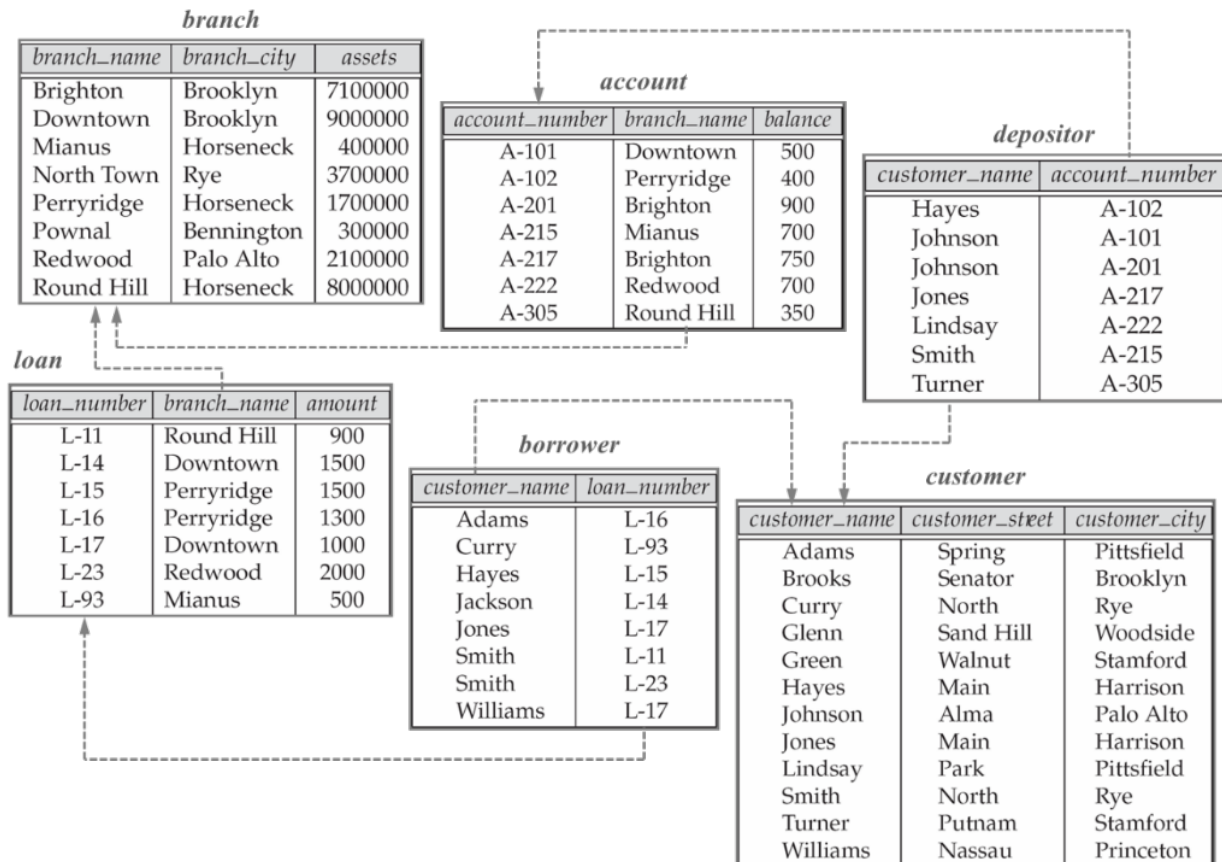 branch
branch_name branch_city assets
Brighton Brooklyn 7100000
Downtown Brooklyn 9000000
Mianus Horseneck 400000
North Town Rye 3700000
Perryridge Horseneck 1700000
Pownal Bennington 300000
Redwood Palo Alto 2100000
Round Hill Horseneck 8000000
account
account_number branch_name balance
A-101 Downtown 500
A-102 Perryridge 400
A-201 Brighton 900
A-215 Mianus 700
A-217 Brighton 750
A-222 Redwood 700
A-305 Round Hill 350
depositor
customer_name account_number
Hayes A-102
Johnson A-101
Johnson A-201
Jones A-217
Lindsay A-222
Smith A-215
Turner A-305
loan
loan_number branch_name amount
L-11 Round Hill 900
L-14 Downtown 1500
L-15 Perryridge 1500
L-16 Perryridge 1300
L-17 Downtown 1000
L-23 Redwood 2000
L-93 Mianus 500
borrower
customer_name loan_number
Adams L-16
Curry L-93
Hayes L-15
Jackson L-14
Jones L-17
Smith L-11
Smith L-23
Williams L-17
customer
customer_name customer_street customer_city
Adams Spring Pittsfield
Brooks Senator Brooklyn
Curry North Rye
Glenn Sand Hill Woodside
Green Walnut Stamford
Hayes Main Harrison
Johnson Alma Palo Alto
Jones Main Harrison
Lindsay Park Pittsfield
Smith North Rye
Turner Putnam Stamford
Williams Nassau Princeton